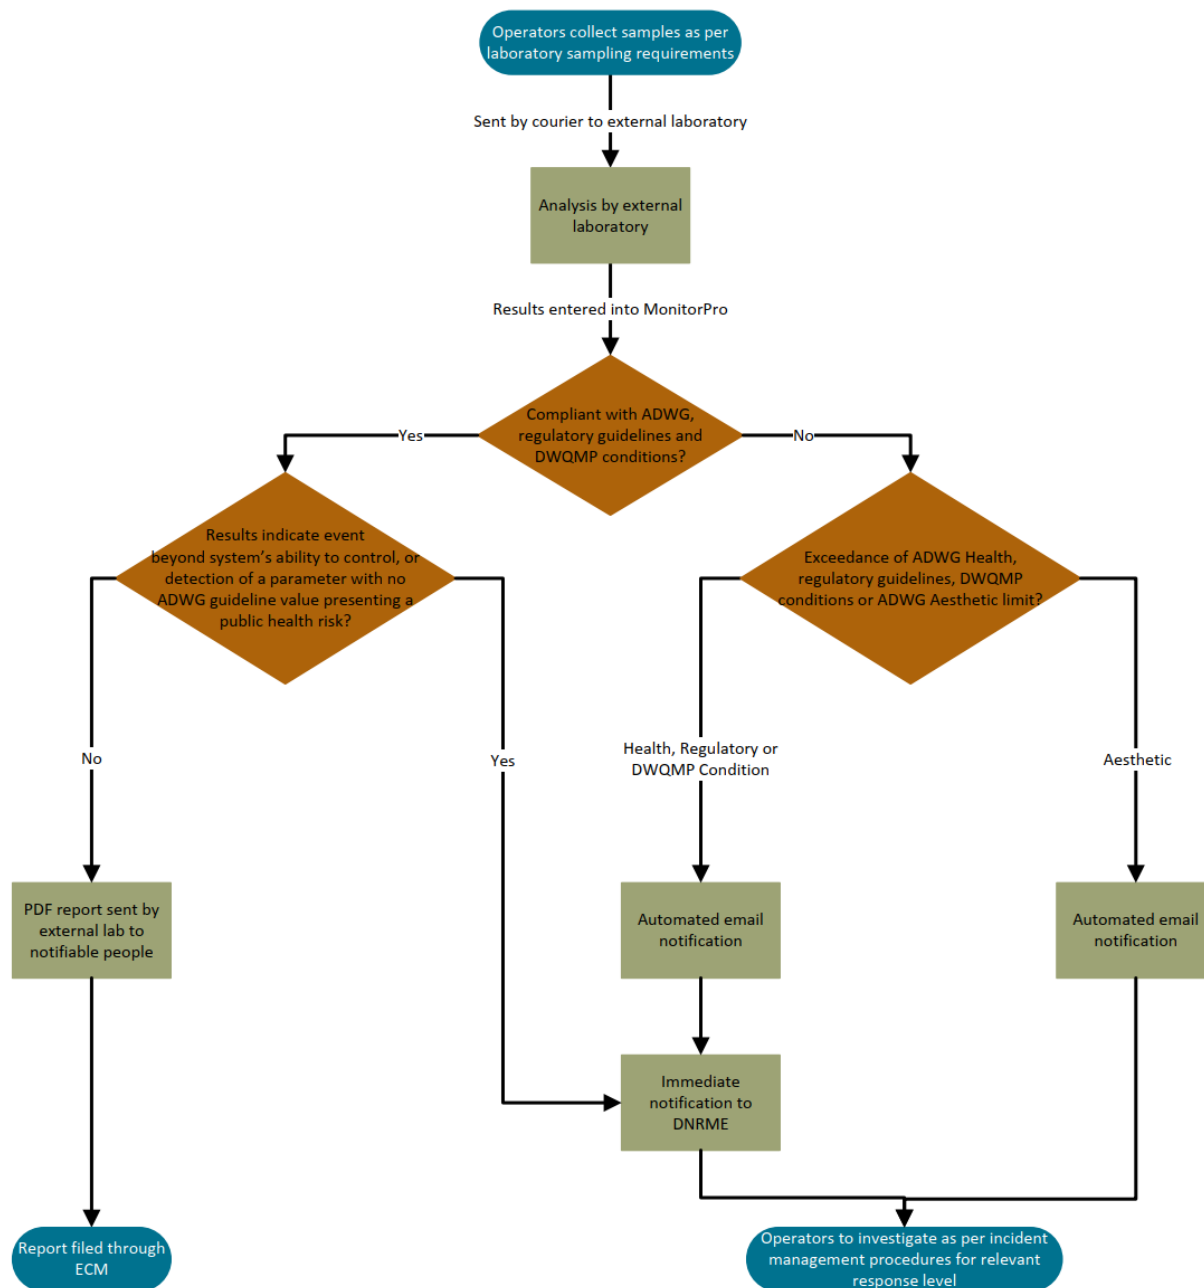 Operators collect samples as per
laboratory sampling requirements
Sent by courier to external laboratory
Analysis by external
laboratory
Results entered into MonitorPro
Compliant with ADWG,
regulatory guidelines and
DWQMP conditions?
Yes
No
Results indicate event
beyond system's ability to control, or
detection of a parameter with no
ADWG guideline value presenting a
public health risk?
Exceedance of ADWG Health,
regulatory guidelines, DWQMP
conditions or ADWG Aesthetic limit?
No
Yes
Health, Regulatory or
DWQMP Condition
Aesthetic
PDF report sent by
external lab to
notifiable people
Automated email
notification
Automated email
notification
Immediate
notification to
DNRME
Report filed through
ECM
Operators to investigate as per incident
management procedures for relevant
response level